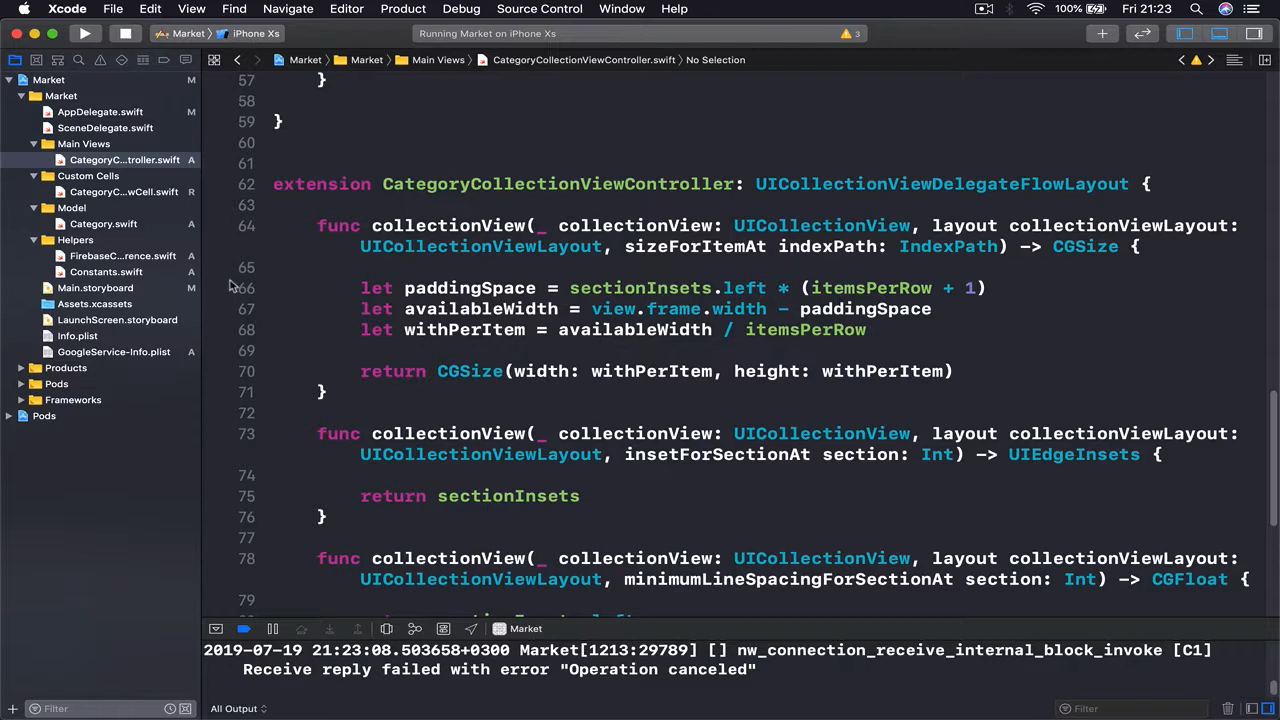 Xcode File Edit View Find Navigate Editor Product Debug Source Control Window Help 100% Fri 21:23
Market iPhone Xs Running Market on iPhone Xs 3
Market Market Main Views CategoryCollectionViewController.swift No Selection
Market M
Market
AppDelegate.swift M
SceneDelegate.swift
Main Views
CategoryC...troller.swift A
Custom Cells
CategoryC...wCell.swift R
Model
Category.swift A
Helpers
FirebaseC...rence.swift A
Constants.swift A
Main.storyboard M
Assets.xcassets
LaunchScreen.storyboard
Info.plist
GoogleService-Info.plist A
Products
Pods
Frameworks
Pods
57 }
58
59 }
60
61
62 extension CategoryCollectionViewController: UICollectionViewDelegateFlowLayout {
63
64 func collectionView(_ collectionView: UICollectionView, layout collectionViewLayout:
UICollectionViewLayout, sizeForItemAt indexPath: IndexPath) -> CGSize {
65
66 let paddingSpace = sectionInsets.left * (itemsPerRow + 1)
67 let availableWidth = view.frame.width - paddingSpace
68 let withPerItem = availableWidth / itemsPerRow
69
70 return CGSize(width: withPerItem, height: withPerItem)
71 }
72
73 func collectionView(_ collectionView: UICollectionView, layout collectionViewLayout:
UICollectionViewLayout, insetForSectionAt section: Int) -> UIEdgeInsets {
74
75 return sectionInsets
76 }
77
78 func collectionView(_ collectionView: UICollectionView, layout collectionViewLayout:
UICollectionViewLayout, minimumLineSpacingForSectionAt section: Int) -> CGFloat {
79
Market
2019-07-19 21:23:08.503658+0300 Market[1213:29789] [] nw_connection_receive_internal_block_invoke [C1]
Receive reply failed with error "Operation canceled"
Filter All Output Filter